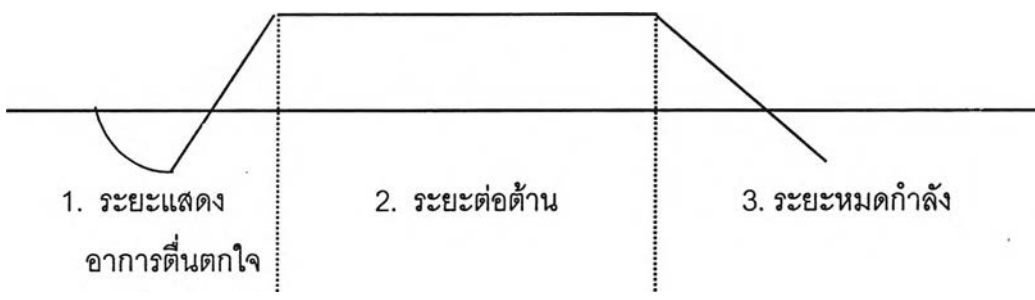 1. ระยะแสดง
อาการตื่นตกใจ
2. ระยะต่อต้าน
3. ระยะหมดกำลัง